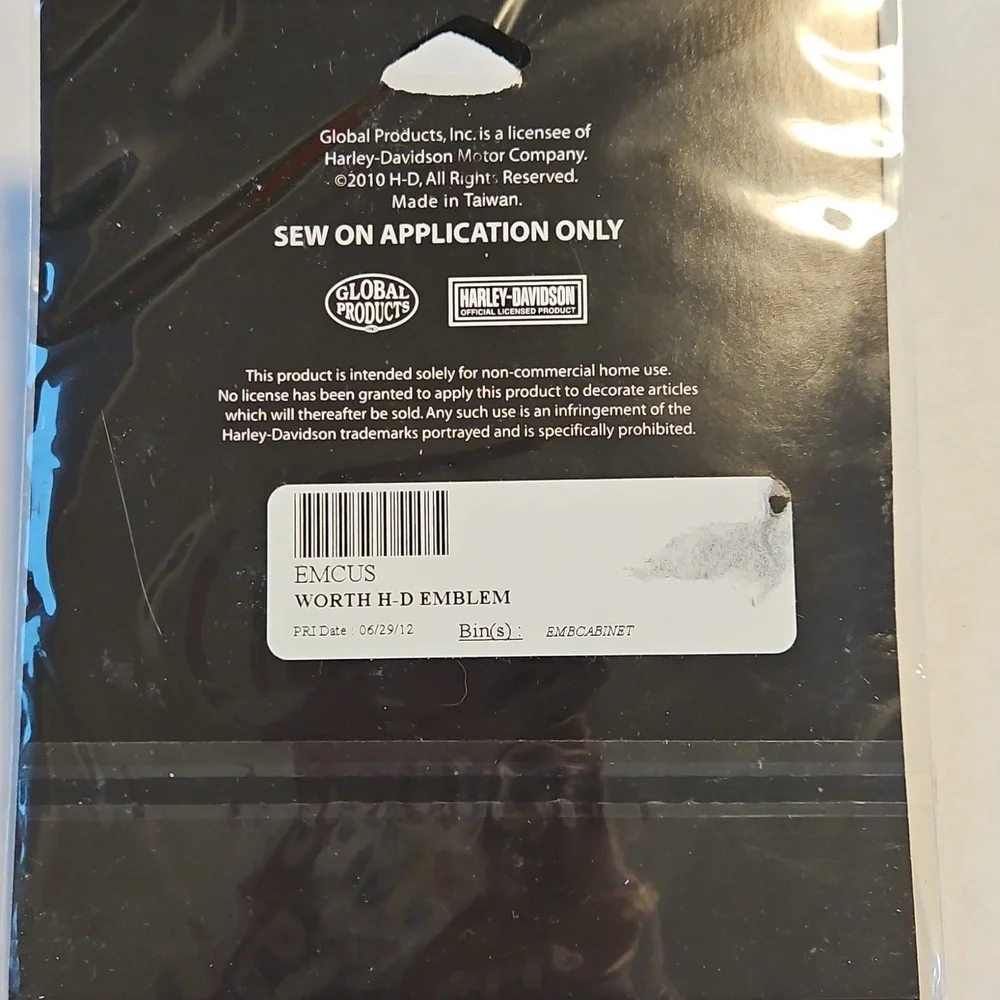 Global Products, Inc. is a licensee of
Harley-Davidson Motor Company.
©2010 H-D, All Rights Reserved.
Made in Taiwan.
SEW ON APPLICATION ONLY
GLOBAL
PRODUCTS
INC
HARLEY-DAVIDSON
OFFICIAL LICENSED PRODUCT
This product is intended solely for non-commercial home use.
No license has been granted to apply this product to decorate articles
which will thereafter be sold. Any such use is an infringement of the
Harley-Davidson trademarks portrayed and is specifically prohibited.
EMCUS
WORTH H-D EMBLEM
PRI Date : 06/29/12 Bin(s) : EMBCABINET